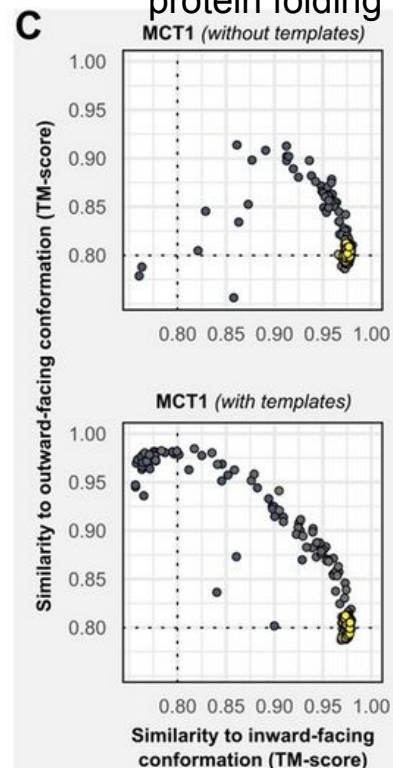 protein folding
C
MCT1 (without templates)
Similarity to outward-facing conformation (TM-score)
1.00
0.95
0.90
0.85
0.80
0.80 0.85 0.90 0.95 1.00
MCT1 (with templates)
1.00
0.95
0.90
0.85
0.80
0.80 0.85 0.90 0.95 1.00
Similarity to inward-facing
conformation (TM-score)